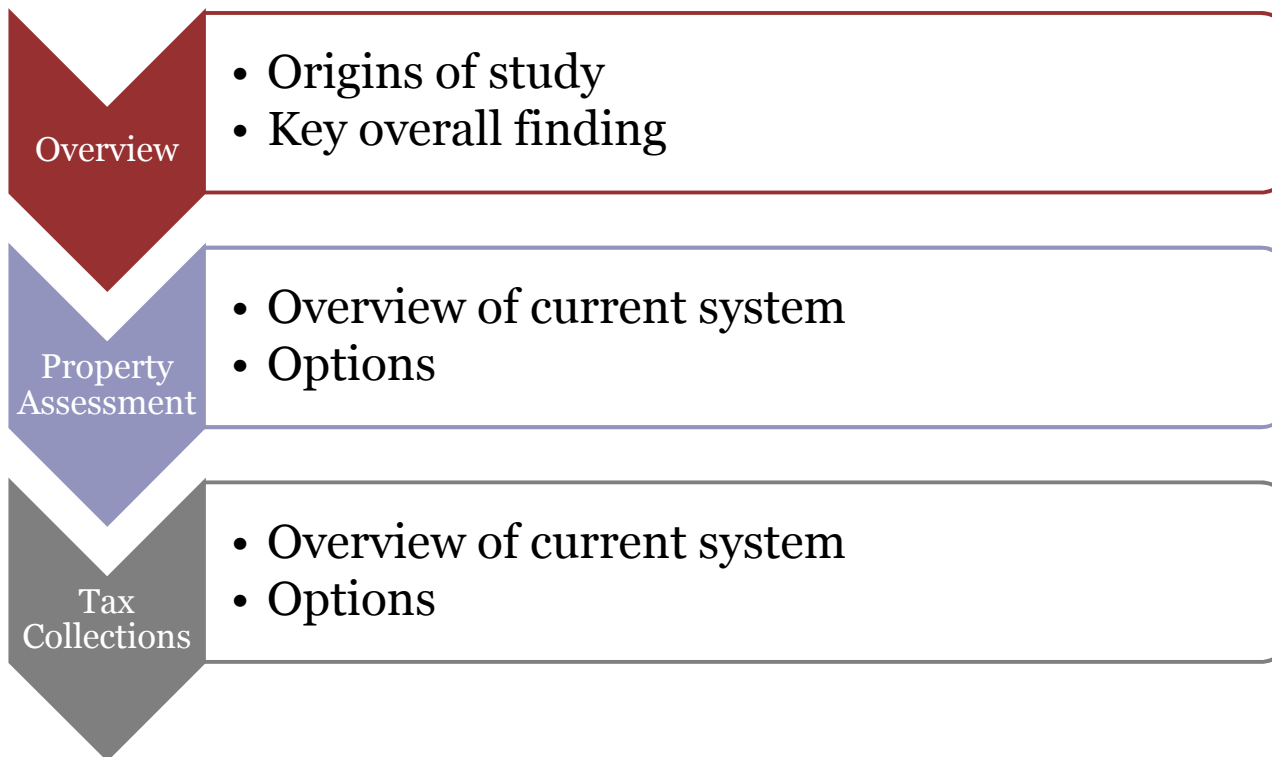 Overview
• Origins of study
• Key overall finding
Property
Assessment
• Overview of current system
• Options
Tax
Collections
• Overview of current system
• Options